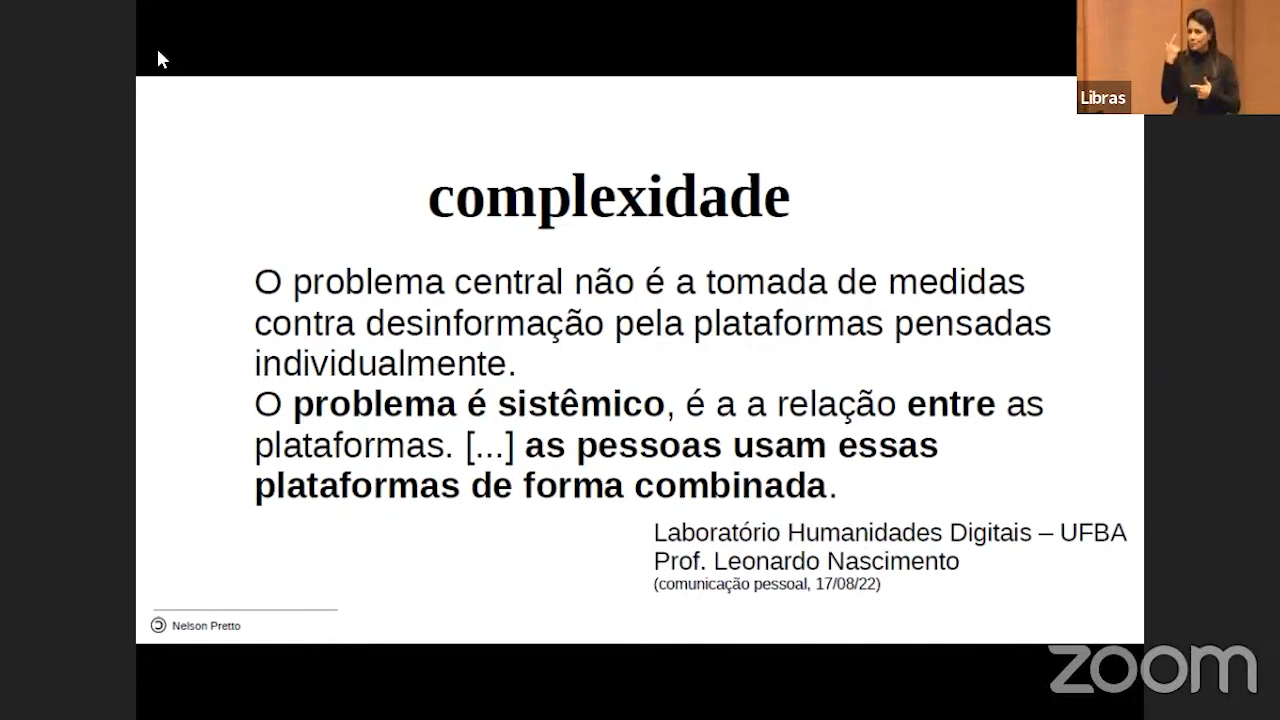 Libras
complexidade
O problema central não é a tomada de medidas
contra desinformação pela plataformas pensadas
individualmente.
O problema é sistêmico, é a a relação entre as
plataformas. [...] as pessoas usam essas
plataformas de forma combinada.
Laboratório Humanidades Digitais – UFBA
Prof. Leonardo Nascimento
(comunicação pessoal, 17/08/22)
Nelson Pretto
zoom